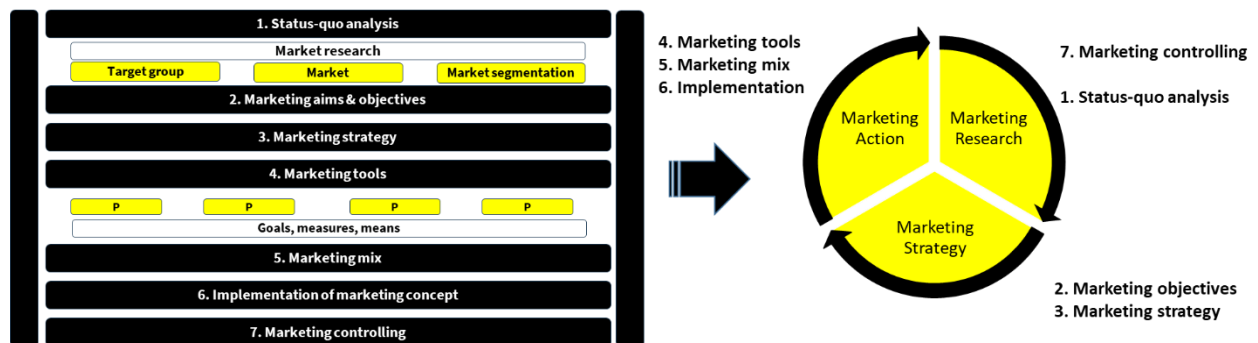 1. Status-quo analysis
Market research
Target group
Market
Market segmentation
2. Marketing aims & objectives
3. Marketing strategy
4. Marketing tools
P
P
P
P
Goals, measures, means
5. Marketing mix
6. Implementation of marketing concept
7. Marketing controlling
4. Marketing tools
5. Marketing mix
6. Implementation
Marketing
Action
Marketing
Research
Marketing
Strategy
7. Marketing controlling
1. Status-quo analysis
2. Marketing objectives
3. Marketing strategy